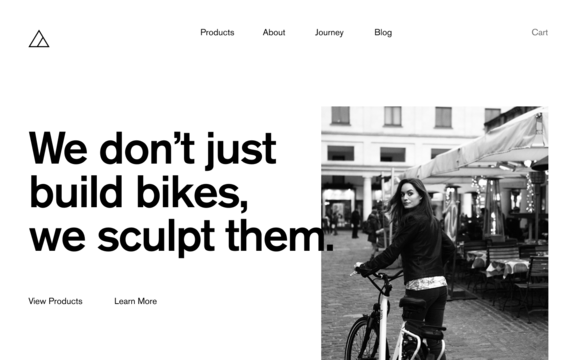 Products
About
Journey
Blog
Cart
We don’t just
build bikes,
we sculpt them.
View Products
Learn More